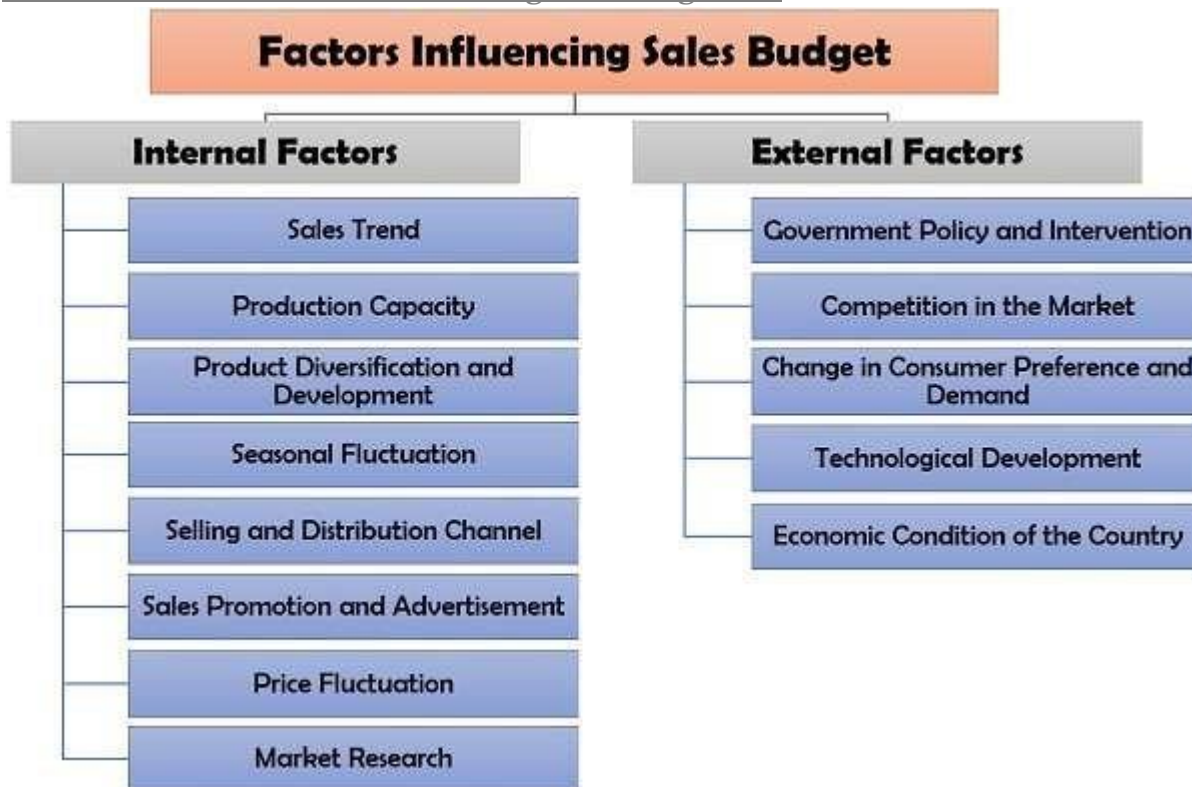 Factors Influencing Sales Budget
Internal Factors
Sales Trend
Production Capacity
Product Diversification and
Development
Seasonal Fluctuation
Selling and Distribution Channel
Sales Promotion and Advertisement
Price Fluctuation
Market Research
External Factors
Government Policy and Intervention
Competition in the Market
Change in Consumer Preference and
Demand
Technological Development
Economic Condition of the Country